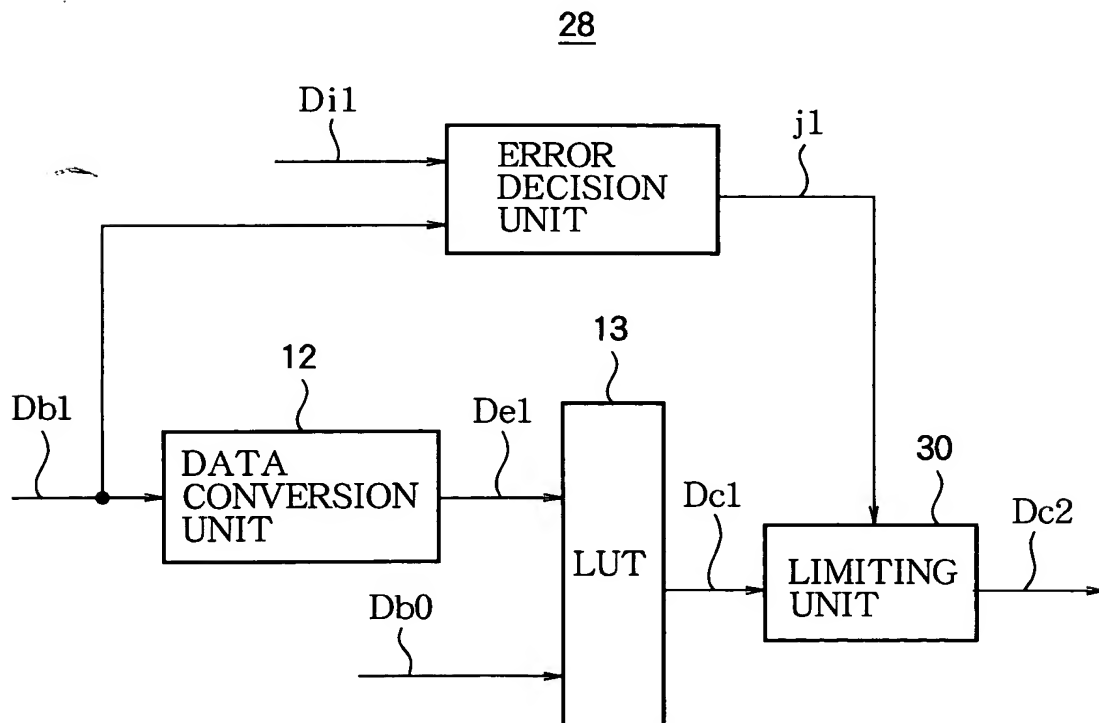 28
Di1
ERROR
DECISION
UNIT
j1
12
13
Db1
DATA
CONVERSION
UNIT
De1
LUT
Db0
Dc1
30
LIMITING
UNIT
Dc2